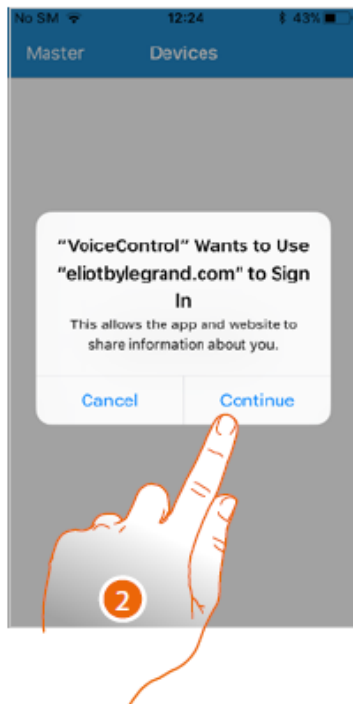 No SM 12:24 43%
Master Devices
"VoiceControl" Wants to Use
"eliotbylegrand.com" to Sign
In
This allows the app and website to
share information about you.
Cancel Continue
2